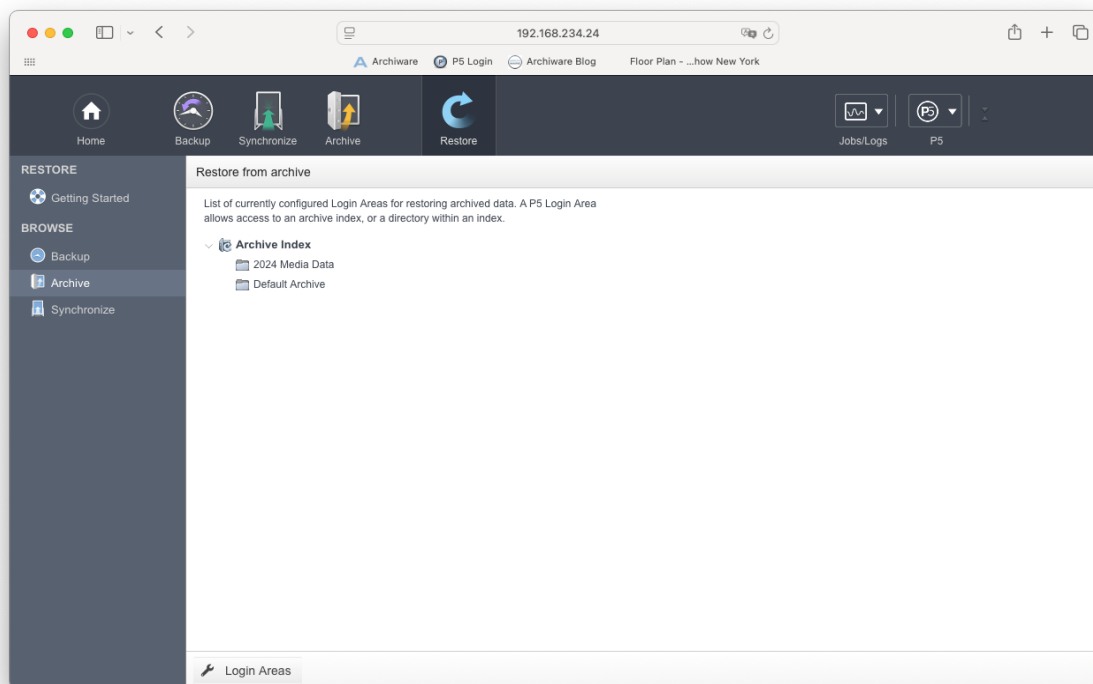 192.168.234.24
Archiware
P5 Login
Archiware Blog
Floor Plan - ...how New York
Home
Backup
Synchronize
Archive
Restore
Jobs/Logs
P5
P5
RESTORE
Getting Started
BROWSE
Backup
Archive
Synchronize
Restore from archive
List of currently configured Login Areas for restoring archived data. A P5 Login Area
allows access to an archive index, or a directory within an index.
Archive Index
2024 Media Data
Default Archive
Login Areas